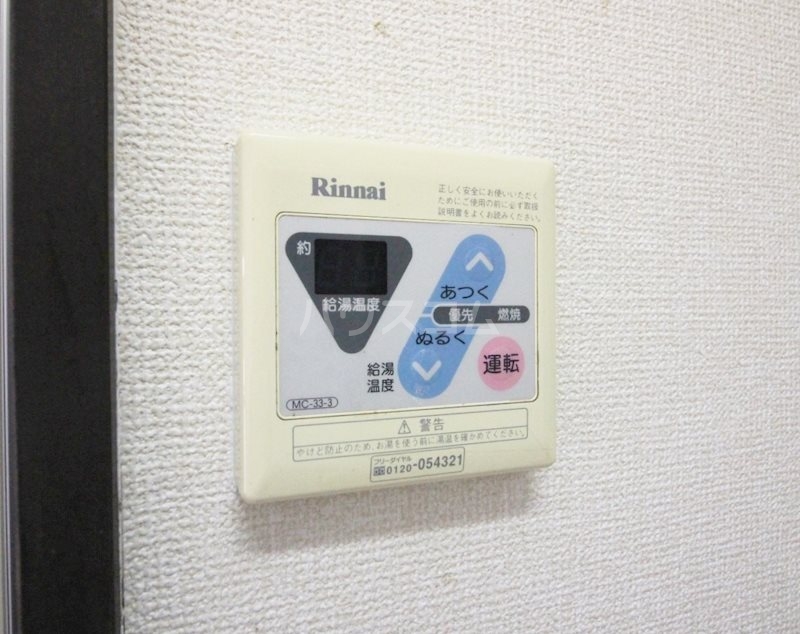 Rinnai
正しく安全にお使いいただく
ためにご使用の前に必ず取扱
説明書をよくお読みください。
約
給湯温度
あつく
優先 燃焼
ぬるく
給湯
温度
運転
MC-33-3
ハウスコム
警告
やけど防止のため、お湯を使う前に湯温を確かめてください。
フリーダイヤル
0120-054321